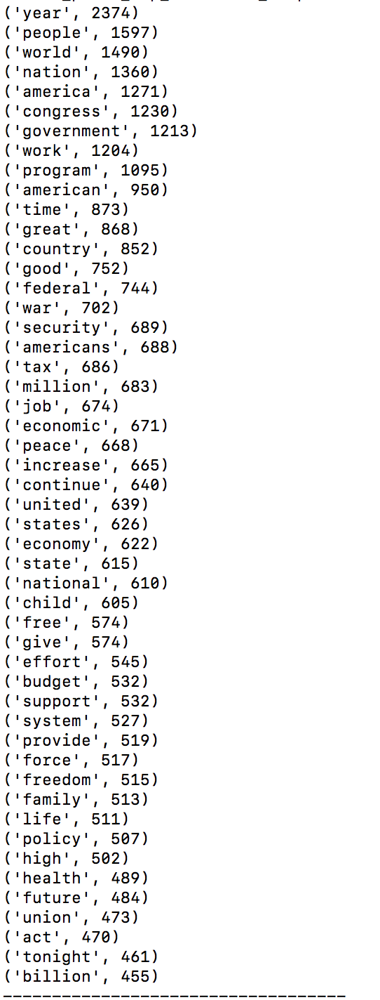 ('year', 2374)
('people', 1597)
('world', 1490)
('nation', 1360)
('america', 1271)
('congress', 1230)
('government', 1213)
('work', 1204)
('program', 1095)
('american', 950)
('time', 873)
('great', 868)
('country', 852)
('good', 752)
('federal', 744)
('war', 702)
('security', 689)
('americans', 688)
('tax', 686)
('million', 683)
('job', 674)
('economic', 671)
('peace', 668)
('increase', 665)
('continue', 640)
('united', 639)
('states', 626)
('economy', 622)
('state', 615)
('national', 610)
('child', 605)
('free', 574)
('give', 574)
('effort', 545)
('budget', 532)
('support', 532)
('system', 527)
('provide', 519)
('force', 517)
('freedom', 515)
('family', 513)
('life', 511)
('policy', 507)
('high', 502)
('health', 489)
('future', 484)
('union', 473)
('act', 470)
('tonight', 461)
('billion', 455)
-----------------------------------